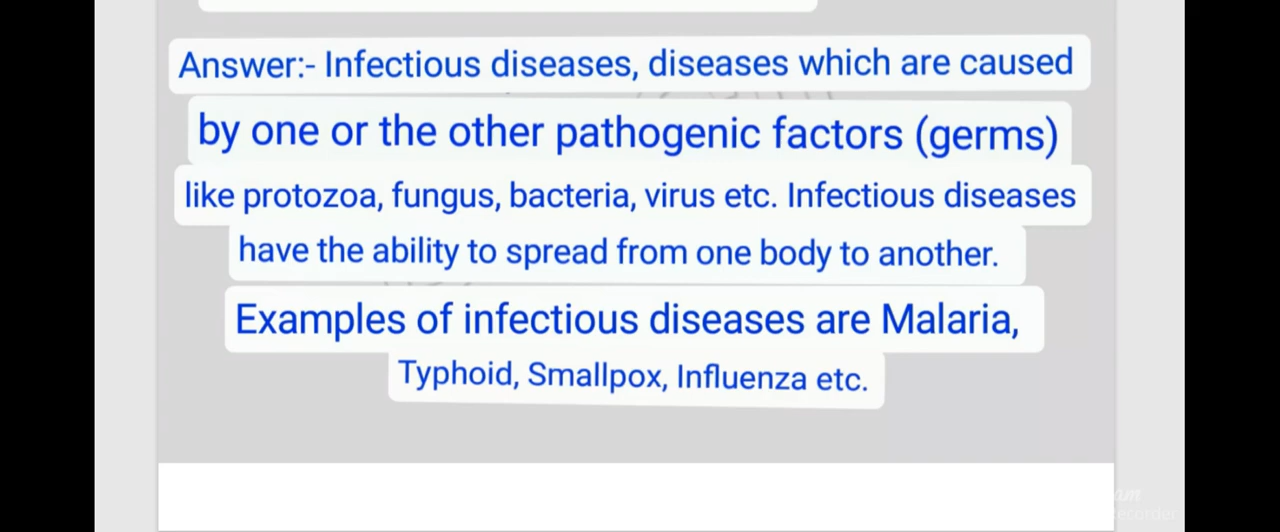 Answer:- Infectious diseases, diseases which are caused
by one or the other pathogenic factors (germs)
like protozoa, fungus, bacteria, virus etc. Infectious diseases
have the ability to spread from one body to another.
Examples of infectious diseases are Malaria,
Typhoid, Smallpox, Influenza etc.
Recorder